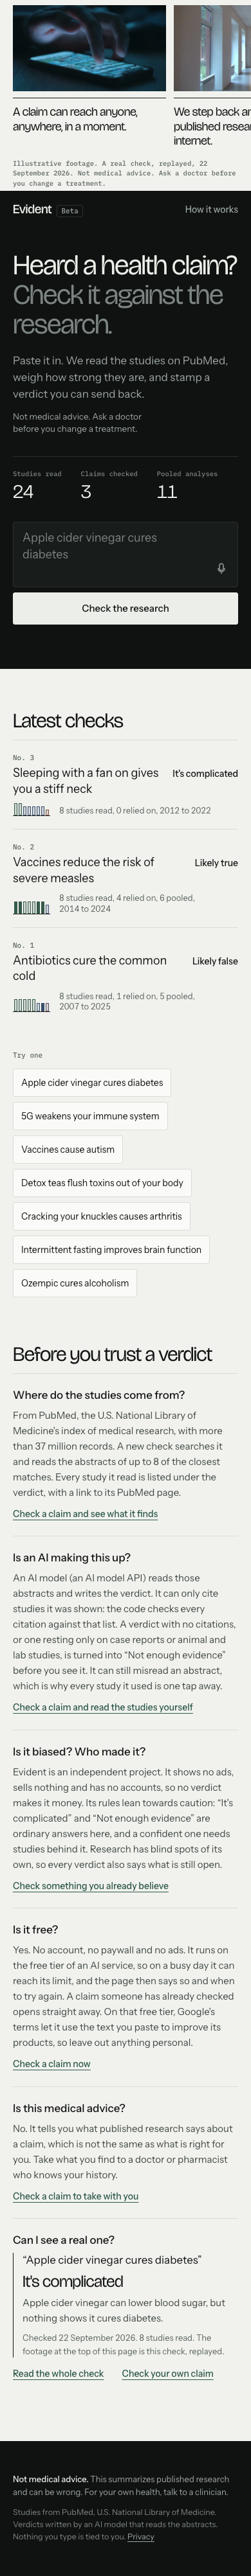 A claim can reach anyone,
anywhere, in a moment.
We step back an
published resea
internet.
Illustrative footage. A real check, replayed, 22
September 2026. Not medical advice. Ask a doctor before
you change a treatment.
Evident Beta How it works
Heard a health claim?
Check it against the
research.
Paste it in. We read the studies on PubMed,
weigh how strong they are, and stamp a
verdict you can send back.
Not medical advice. Ask a doctor
before you change a treatment.
Studies read Claims checked Pooled analyses
24 3 11
Apple cider vinegar cures
diabetes
Check the research
Latest checks
No. 3
Sleeping with a fan on gives
you a stiff neck
It's complicated
8 studies read, 0 relied on, 2012 to 2022
No. 2
Vaccines reduce the risk of
severe measles
Likely true
8 studies read, 4 relied on, 6 pooled,
2014 to 2024
No. 1
Antibiotics cure the common
cold
Likely false
8 studies read, 1 relied on, 5 pooled,
2007 to 2025
Try one
Apple cider vinegar cures diabetes
5G weakens your immune system
Vaccines cause autism
Detox teas flush toxins out of your body
Cracking your knuckles causes arthritis
Intermittent fasting improves brain function
Ozempic cures alcoholism
Before you trust a verdict
Where do the studies come from?
From PubMed, the U.S. National Library of
Medicine's index of medical research, with more
than 37 million records. A new check searches it
and reads the abstracts of up to 8 of the closest
matches. Every study it read is listed under the
verdict, with a link to its PubMed page.
Check a claim and see what it finds
Is an AI making this up?
An AI model (an AI model API) reads those
abstracts and writes the verdict. It can only cite
studies it was shown: the code checks every
citation against that list. A verdict with no citations,
or one resting only on case reports or animal and
lab studies, is turned into “Not enough evidence”
before you see it. It can still misread an abstract,
which is why every study it used is one tap away.
Check a claim and read the studies yourself
Is it biased? Who made it?
Evident is an independent project. It shows no ads,
sells nothing and has no accounts, so no verdict
makes it money. Its rules lean towards caution: “It's
complicated” and “Not enough evidence” are
ordinary answers here, and a confident one needs
studies behind it. Research has blind spots of its
own, so every verdict also says what is still open.
Check something you already believe
Is it free?
Yes. No account, no paywall and no ads. It runs on
the free tier of an AI service, so on a busy day it can
reach its limit, and the page then says so and when
to try again. A claim someone has already checked
opens straight away. On that free tier, Google's
terms let it use the text you paste to improve its
products, so leave out anything personal.
Check a claim now
Is this medical advice?
No. It tells you what published research says about
a claim, which is not the same as what is right for
you. Take what you find to a doctor or pharmacist
who knows your history.
Check a claim to take with you
Can I see a real one?
“Apple cider vinegar cures diabetes”
It's complicated
Apple cider vinegar can lower blood sugar, but
nothing shows it cures diabetes.
Checked 22 September 2026. 8 studies read. The
footage at the top of this page is this check, replayed.
Read the whole check Check your own claim
Not medical advice. This summarizes published research
and can be wrong. For your own health, talk to a clinician.
Studies from PubMed, U.S. National Library of Medicine.
Verdicts written by an AI model that reads the abstracts.
Nothing you type is tied to you. Privacy